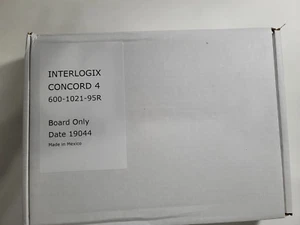 INTERLOGIX
CONCORD 4
600-1021-95R
Board Only
Date 19044
Made in Mexico